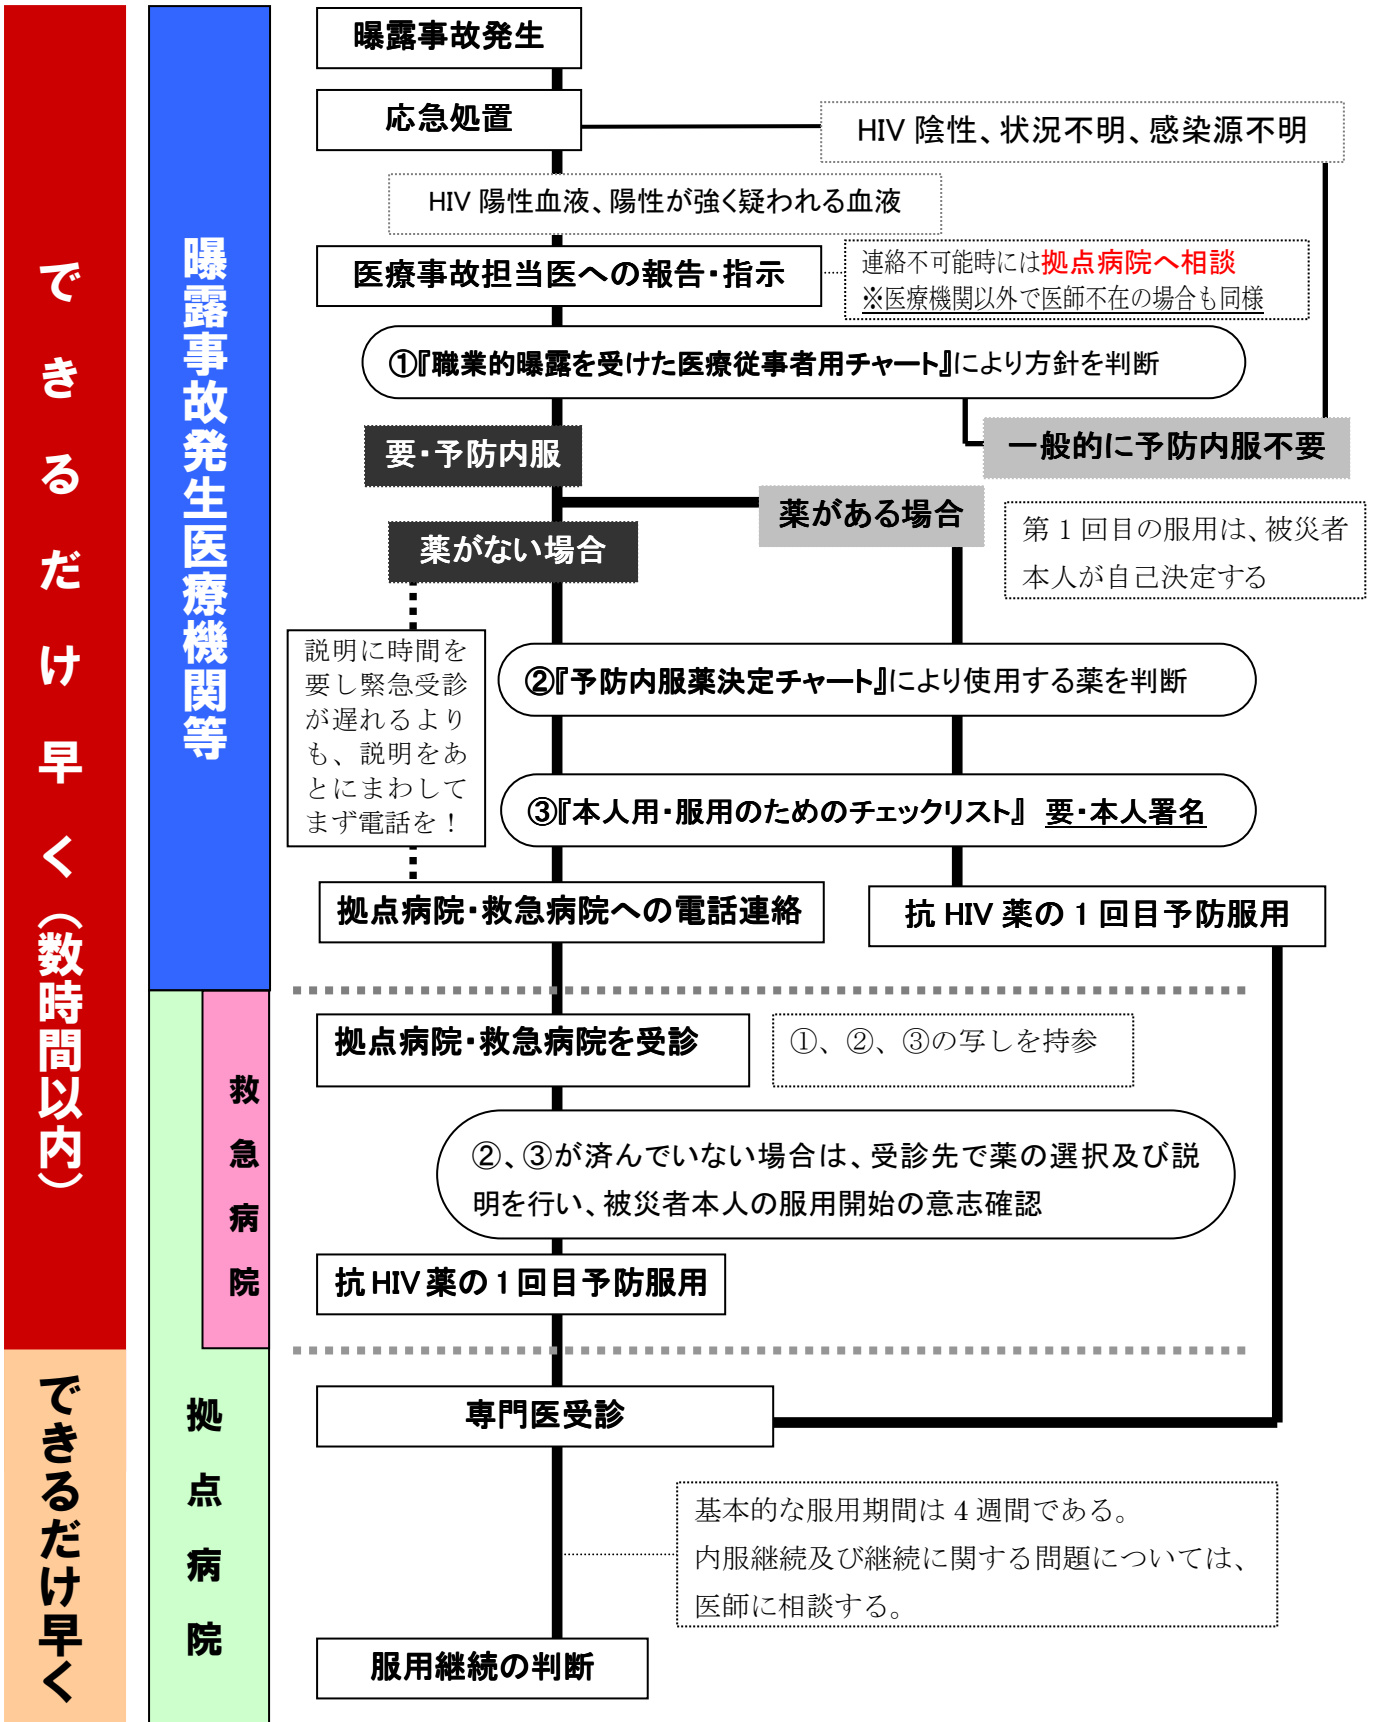 できるだけ早く（数時間以内）
できるだけ早く
曝露事故発生医療機関等
救急病院
拠点病院
曝露事故発生
応急処置
HIV 陰性、状況不明、感染源不明
HIV 陽性血液、陽性が強く疑われる血液
医療事故担当医への報告・指示
連絡不可能時には拠点病院へ相談
※医療機関以外で医師不在の場合も同様
①『職業的曝露を受けた医療従事者用チャート』により方針を判断
要・予防内服
一般的に予防内服不要
薬がある場合
薬がない場合
第 1 回目の服用は、被災者
本人が自己決定する
説明に時間を
要し緊急受診
が遅れるより
も、説明をあ
とにまわして
まず電話を！
②『予防内服薬決定チャート』により使用する薬を判断
③『本人用・服用のためのチェックリスト』 要・本人署名
拠点病院・救急病院への電話連絡
抗 HIV 薬の 1 回目予防服用
拠点病院・救急病院を受診
①、②、③の写しを持参
②、③が済んでいない場合は、受診先で薬の選択及び説
明を行い、被災者本人の服用開始の意志確認
抗 HIV 薬の 1 回目予防服用
専門医受診
基本的な服用期間は 4 週間である。
内服継続及び継続に関する問題については、
医師に相談する。
服用継続の判断